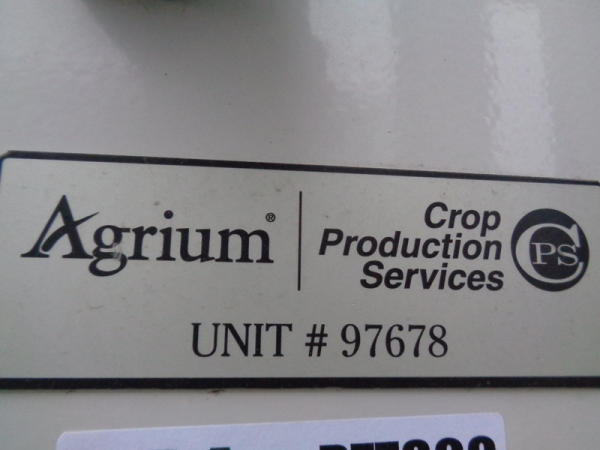 Agrium®
Crop
Production
Services
CPS
UNIT # 97678